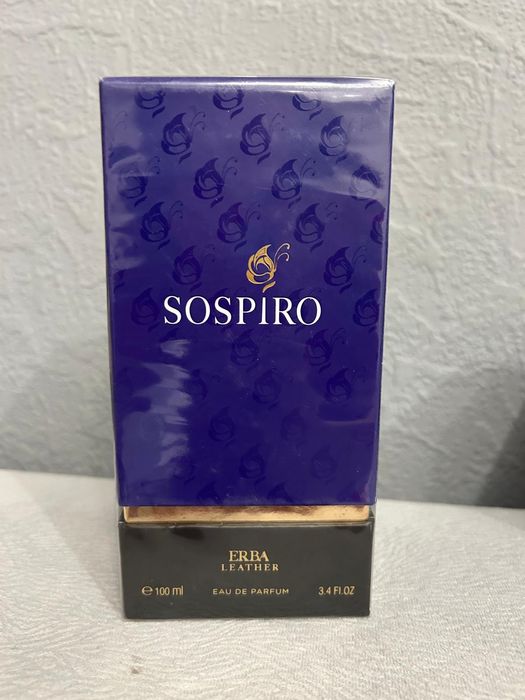 SOSPIRO
ERBA
LEATHER
℮ 100 ml EAU DE PARFUM 3.4 Fl.OZ